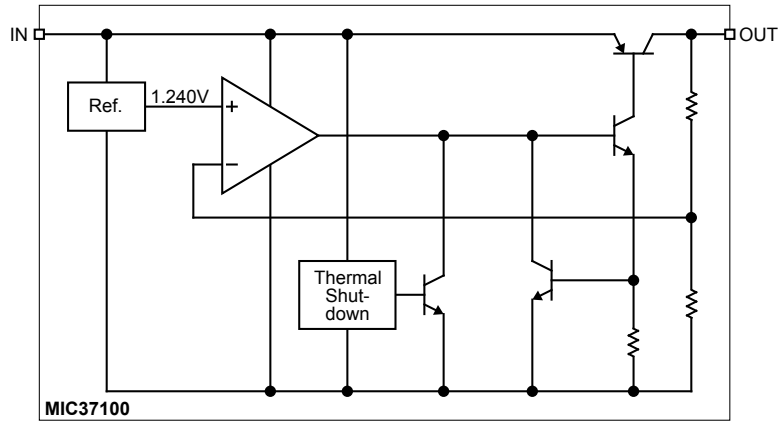 IN
OUT
Ref.
1.240V
+
−
Thermal
Shut-
down
MIC37100